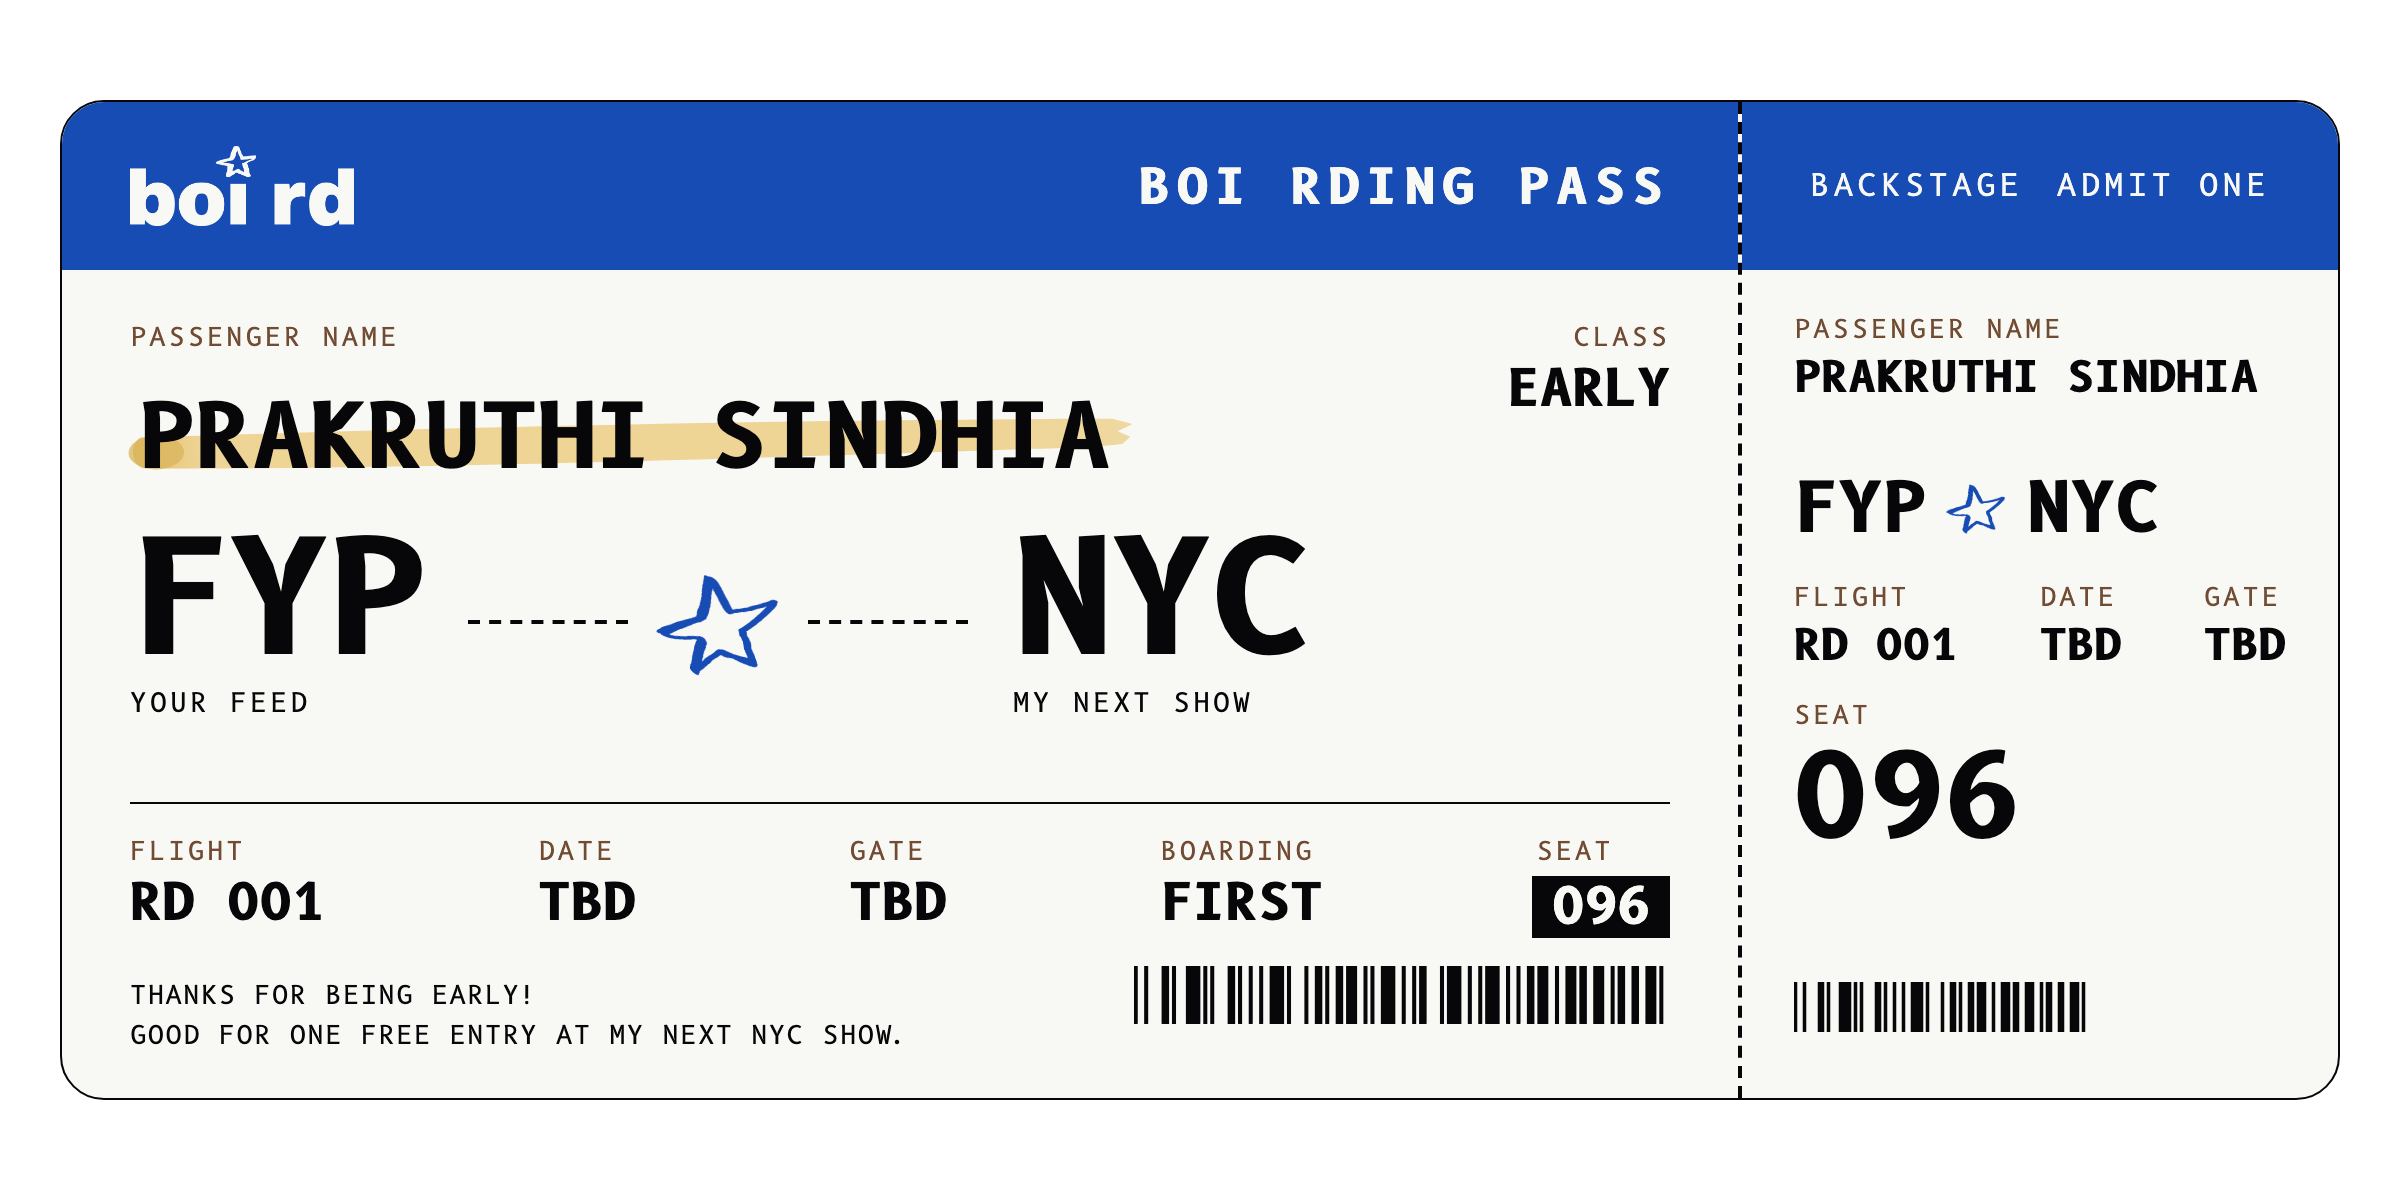 boi rd
BOI RDING PASS
BACKSTAGE ADMIT ONE
PASSENGER NAME
CLASS
EARLY
PRAKRUTHI SINDHIA
FYP
NYC
YOUR FEED
MY NEXT SHOW
FLIGHT DATE GATE BOARDING SEAT
RD 001 TBD TBD FIRST 096
THANKS FOR BEING EARLY!
GOOD FOR ONE FREE ENTRY AT MY NEXT NYC SHOW.
PASSENGER NAME
PRAKRUTHI SINDHIA
FYP NYC
FLIGHT DATE GATE
RD 001 TBD TBD
SEAT
096